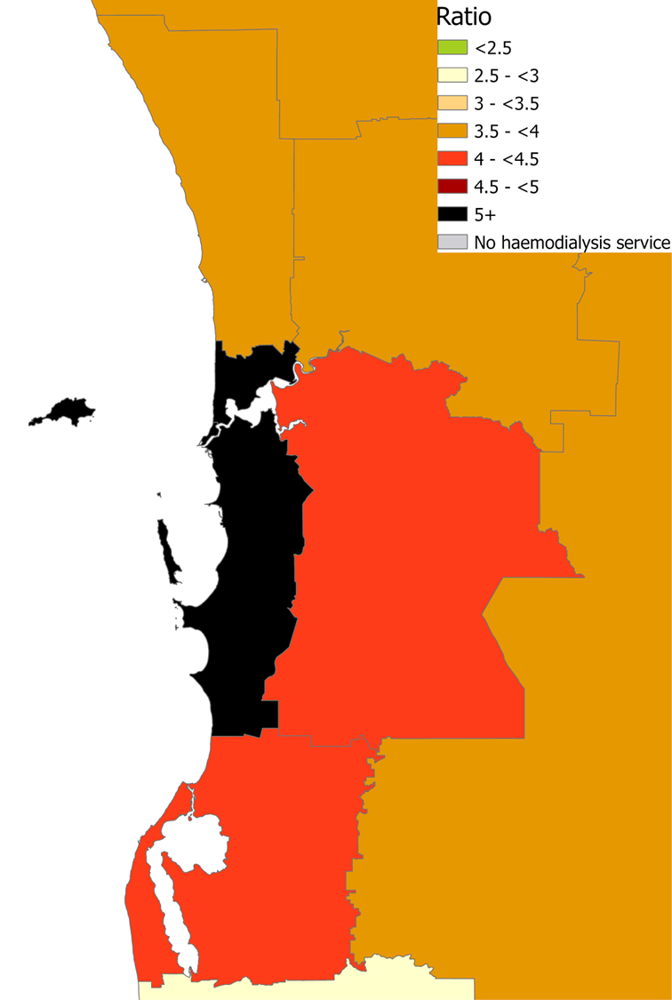 Ratio
<2.5
2.5 - <3
3 - <3.5
3.5 - <4
4 - <4.5
4.5 - <5
5+
No haemodialysis service